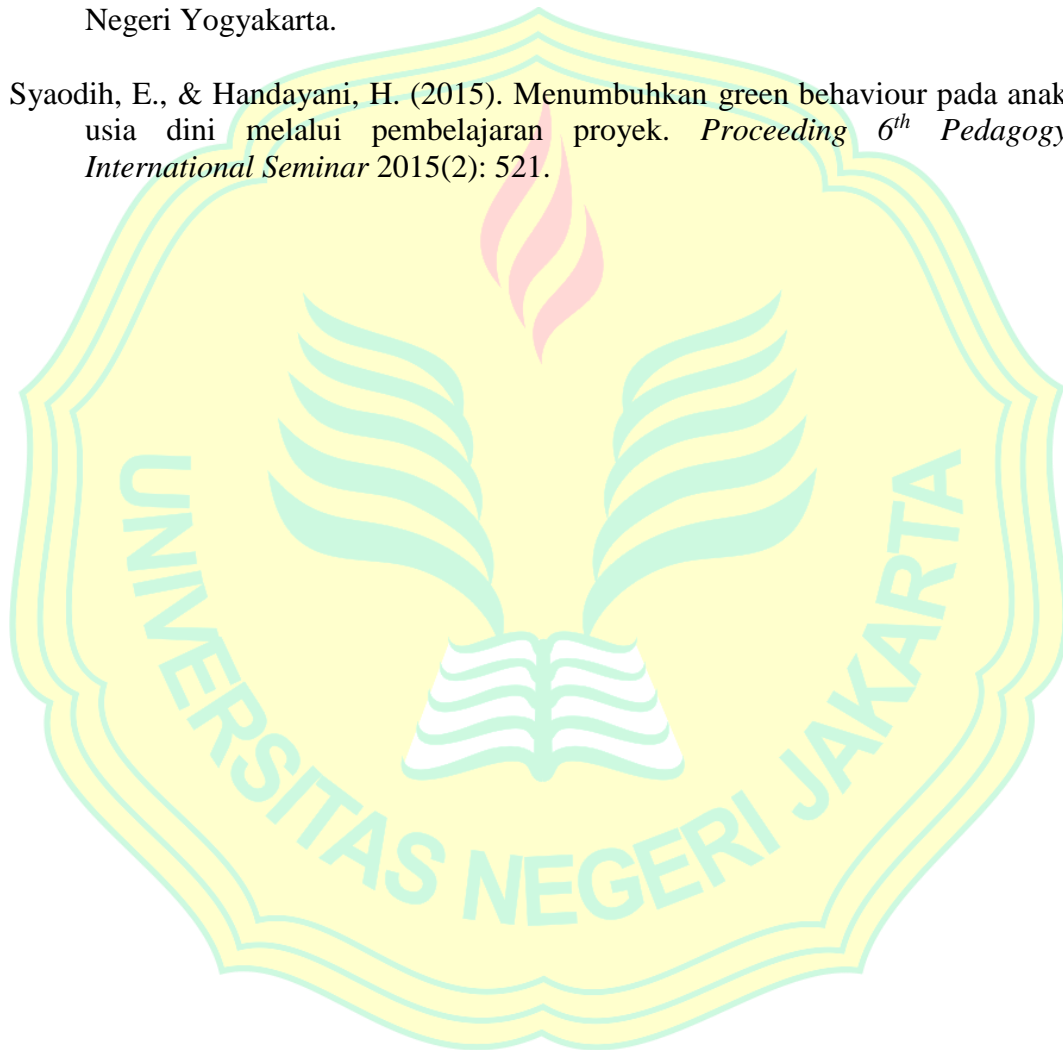 Negeri Yogyakarta.
Syaodih, E., & Handayani, H. (2015). Menumbuhkan green behaviour pada anak
usia dini melalui pembelajaran proyek. Proceeding 6th Pedagogy
International Seminar 2015(2): 521.
UNIVERSITAS NEGERI JAKARTA